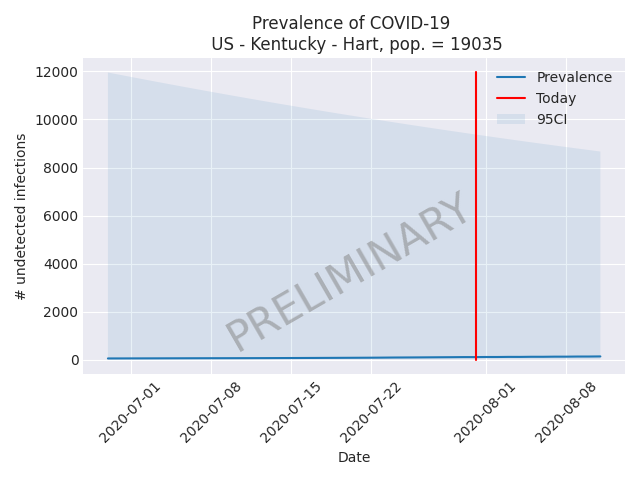 Prevalence of COVID-19
US - Kentucky - Hart, pop. = 19035
12000
10000
8000
6000
4000
2000
0
# undetected infections
Prevalence
Today
95CI
PRELIMINARY
2020-07-01
2020-07-08
2020-07-15
2020-07-22
2020-08-01
2020-08-08
Date